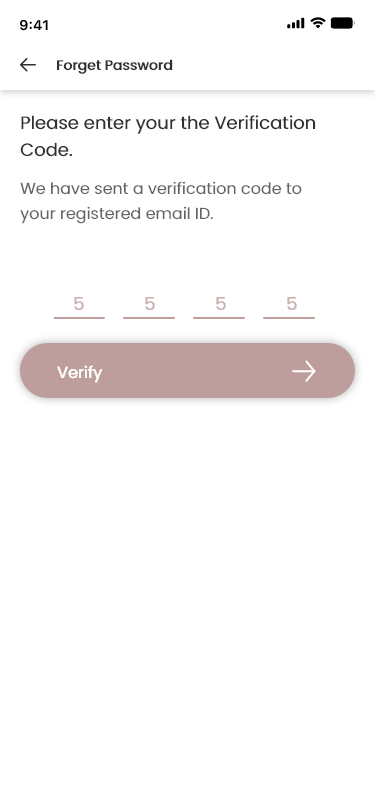 9:41
Forget Password
Please enter your the Verification
Code.
We have sent a verification code to
your registered email ID.
5 5 5 5
Verify